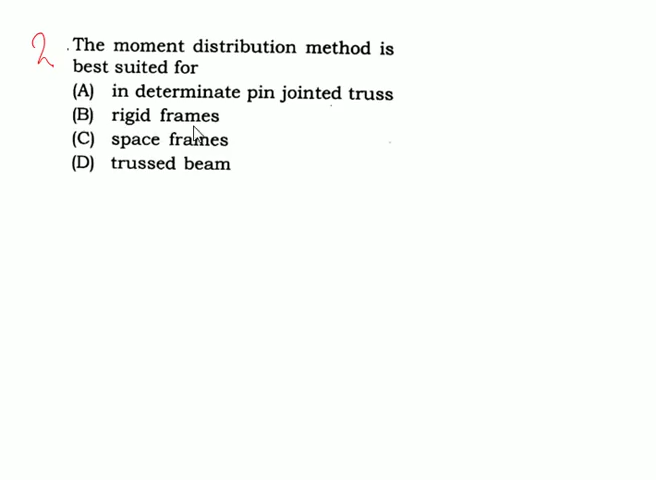 2 .The moment distribution method is
best suited for
(A) in determinate pin jointed truss
(B) rigid frames
(C) space frames
(D) trussed beam